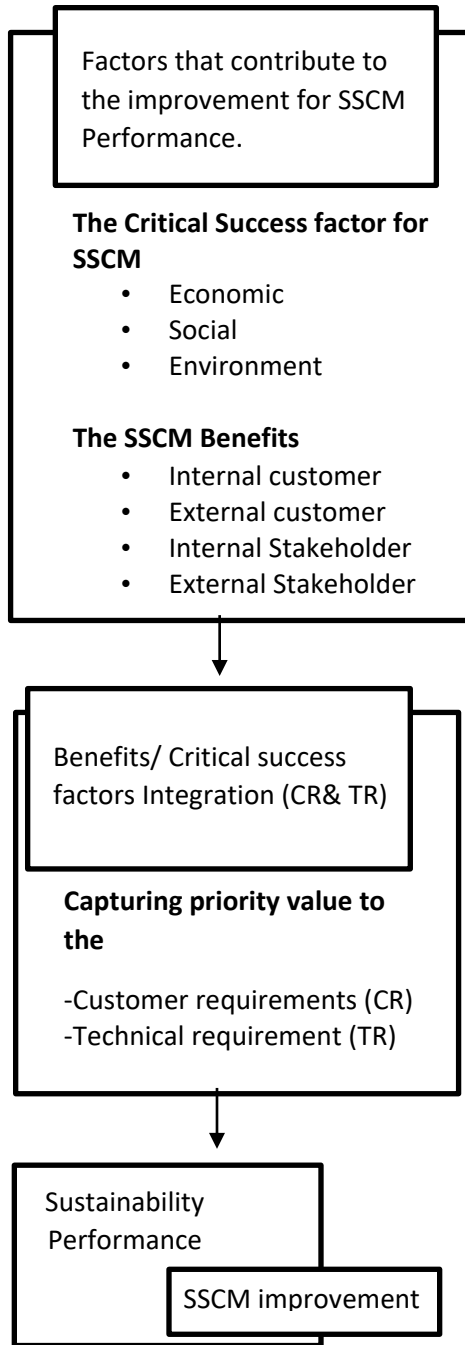 Factors that contribute to
the improvement for SSCM
Performance.
The Critical Success factor for
SSCM
• Economic
• Social
• Environment
The SSCM Benefits
• Internal customer
• External customer
• Internal Stakeholder
• External Stakeholder
Benefits/ Critical success
factors Integration (CR& TR)
Capturing priority value to
the
-Customer requirements (CR)
-Technical requirement (TR)
Sustainability
Performance
SSCM improvement